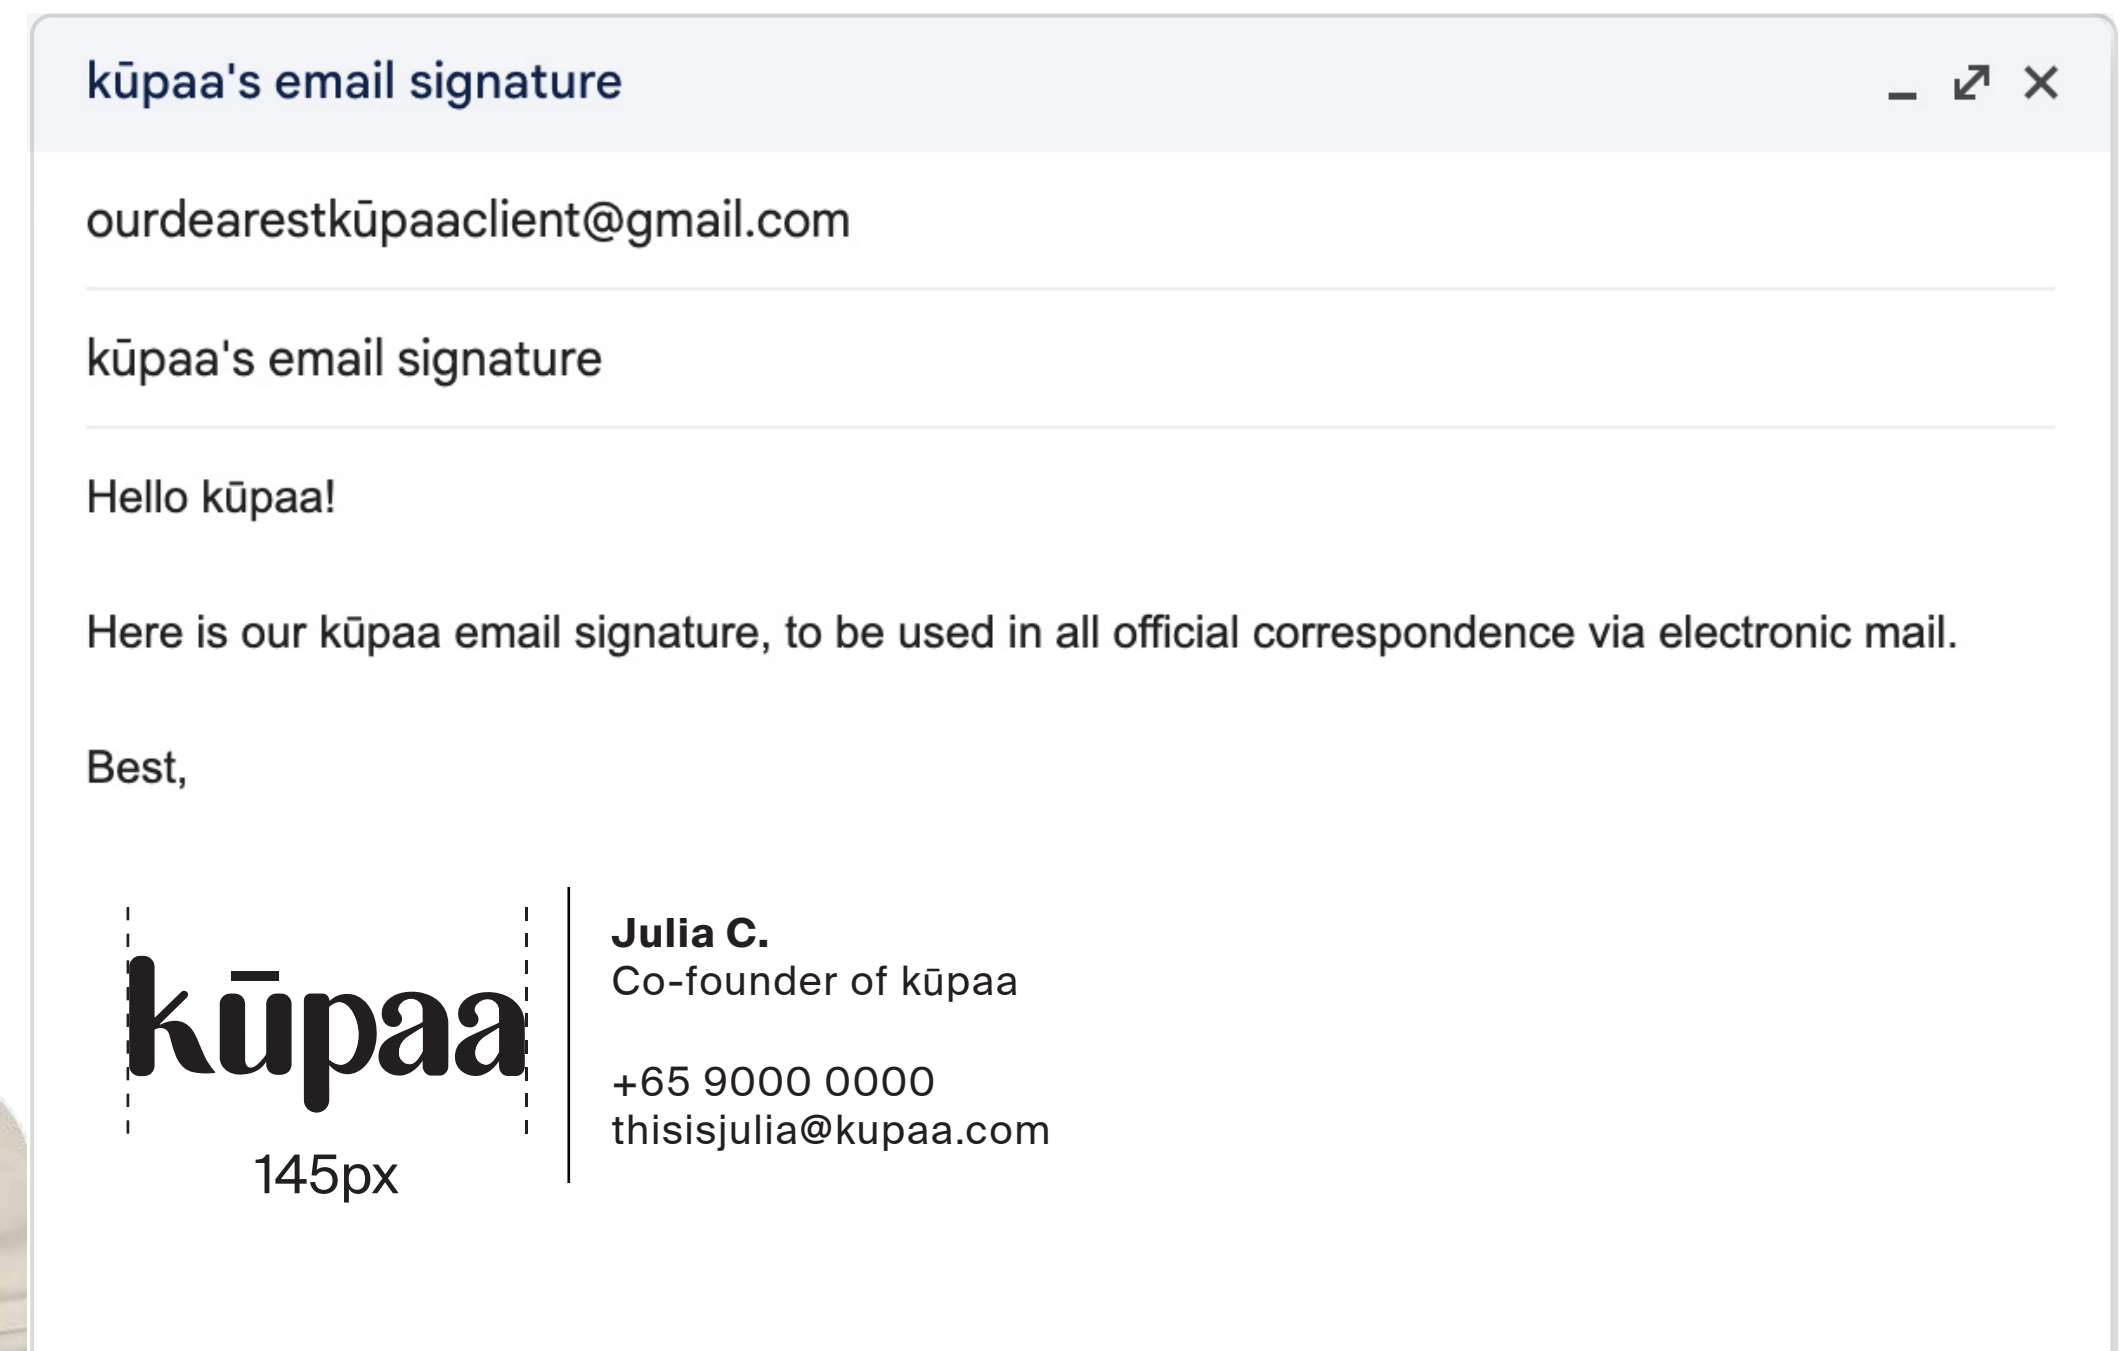 kūpaa's email signature
ourdearestkūpaaclient@gmail.com
kūpaa's email signature
Hello kūpaa!
Here is our kūpaa email signature, to be used in all official correspondence via electronic mail.
Best,
kūpaa
145px
Julia C.
Co-founder of kūpaa
+65 9000 0000
thisisjulia@kupaa.com